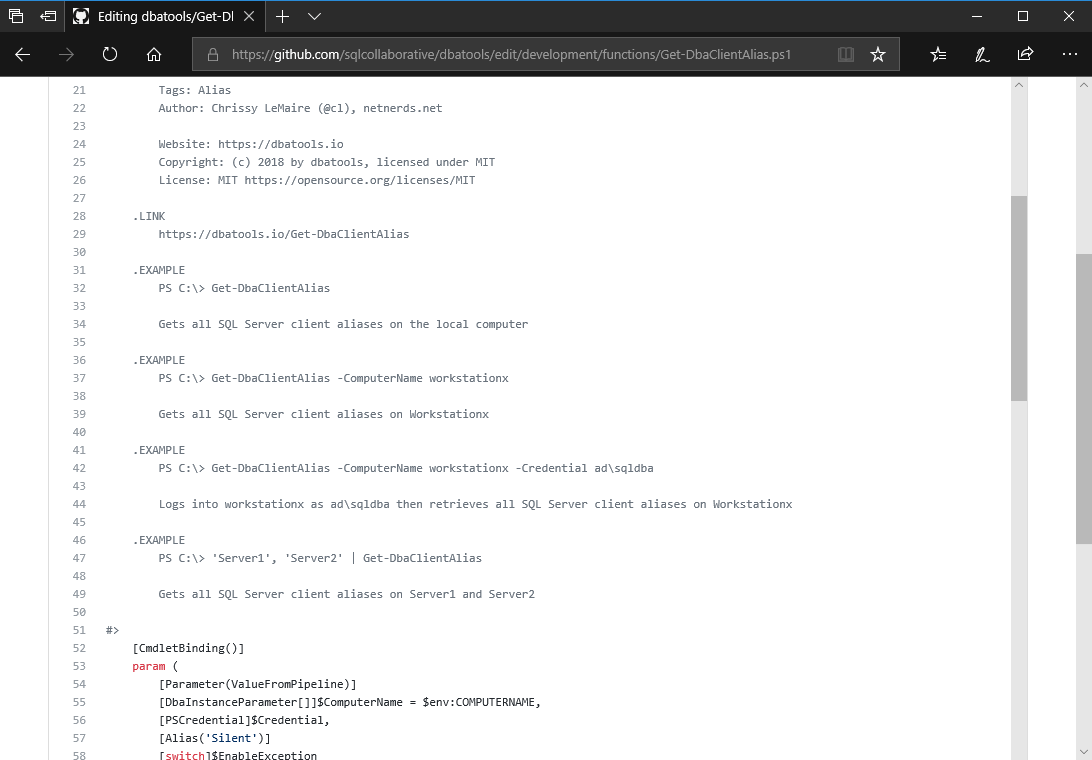 Editing dbatools/Get-Dl
https://github.com/sqlcollaborative/dbatools/edit/development/functions/Get-DbaClientAlias.ps1
21 Tags: Alias
22 Author: Chrissy LeMaire (@cl), netnerds.net
23
24 Website: https://dbatools.io
25 Copyright: (c) 2018 by dbatools, licensed under MIT
26 License: MIT https://opensource.org/licenses/MIT
27
28 .LINK
29 https://dbatools.io/Get-DbaClientAlias
30
31 .EXAMPLE
32 PS C:\> Get-DbaClientAlias
33
34 Gets all SQL Server client aliases on the local computer
35
36 .EXAMPLE
37 PS C:\> Get-DbaClientAlias -ComputerName workstationx
38
39 Gets all SQL Server client aliases on Workstationx
40
41 .EXAMPLE
42 PS C:\> Get-DbaClientAlias -ComputerName workstationx -Credential ad\sqldba
43
44 Logs into workstationx as ad\sqldba then retrieves all SQL Server client aliases on Workstationx
45
46 .EXAMPLE
47 PS C:\> 'Server1', 'Server2' | Get-DbaClientAlias
48
49 Gets all SQL Server client aliases on Server1 and Server2
50
51 #>
52 [CmdletBinding()]
53 param (
54 [Parameter(ValueFromPipeline)]
55 [DbaInstanceParameter[]]$ComputerName = $env:COMPUTERNAME,
56 [PSCredential]$Credential,
57 [Alias('Silent')]
58 [switch]$EnableException